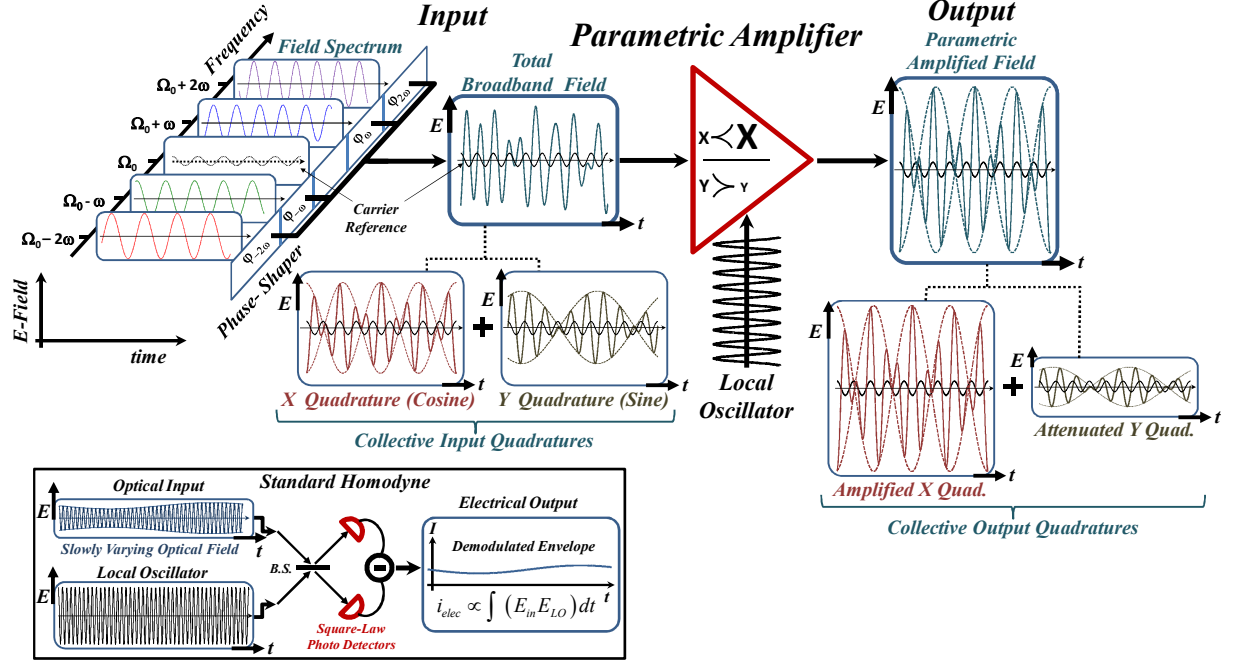 Input
Parametric Amplifier
Output
Frequency
Field Spectrum
Ω₀ + 2ω
Ω₀ + ω
Ω₀
Ω₀ - ω
Ω₀ – 2ω
φ₂ω
φω
φ₋ω
φ₋₂ω
Phase- Shaper
E-Field
time
Total
Broadband Field
E
t
Carrier
Reference
E
t
X Quadrature (Cosine)
+
E
t
Y Quadrature (Sine)
Collective Input Quadratures
X≺X
Y≻Y
Local
Oscillator
Parametric
Amplified Field
E
t
E
t
Amplified X Quad.
+
E
t
Attenuated Y Quad.
Collective Output Quadratures
Standard Homodyne
Optical Input
E
t
Slowly Varying Optical Field
Local Oscillator
E
t
B.S.
Square-Law
Photo Detectors
Electrical Output
I
Demodulated Envelope
t
i_elec ∝ ∫ (E_in E_LO) dt